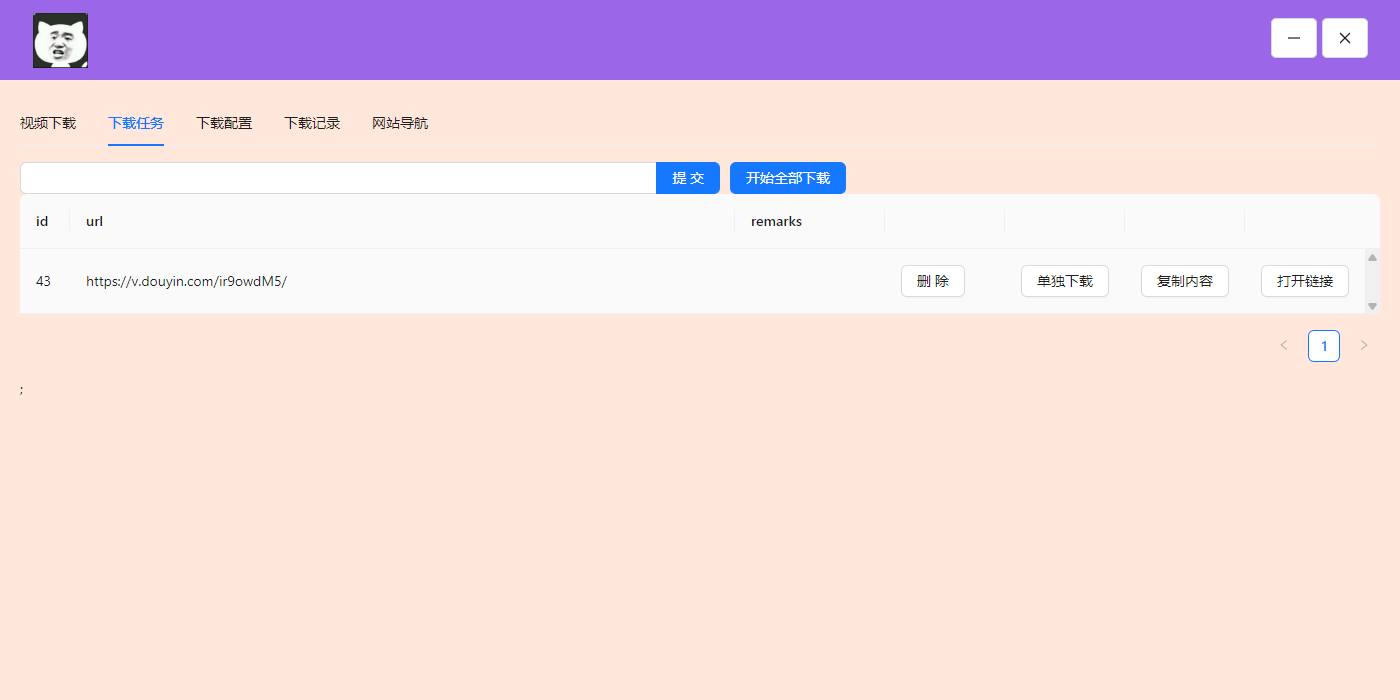 视频下载 下载任务 下载配置 下载记录 网站导航
提 交 开始全部下载
id url remarks
43 https://v.douyin.com/ir9owdM5/ 删 除 单独下载 复制内容 打开链接
1
;